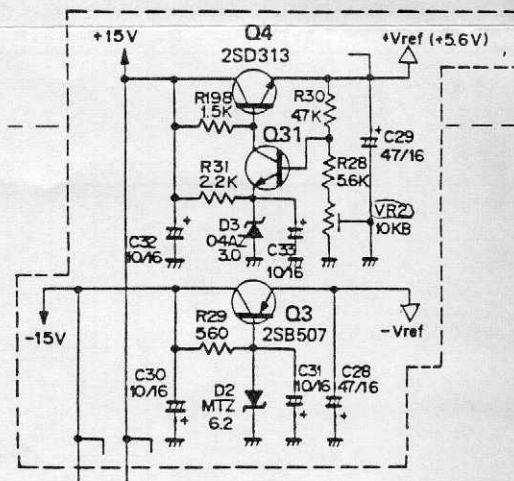 Q4
+15V
2SD313
+Vref (+5.6V)
R198
1.5K
R30
47K
Q31
C29
47/16
R31
2.2K
R28
5.6K
VR2
10KB
D3
04AZ
3.0
C32
10/16
C33
10/16
-15V
R29
560
Q3
2SB507
-Vref
C30
10/16
D2
MTZ
6.2
C31
10/16
C28
47/16